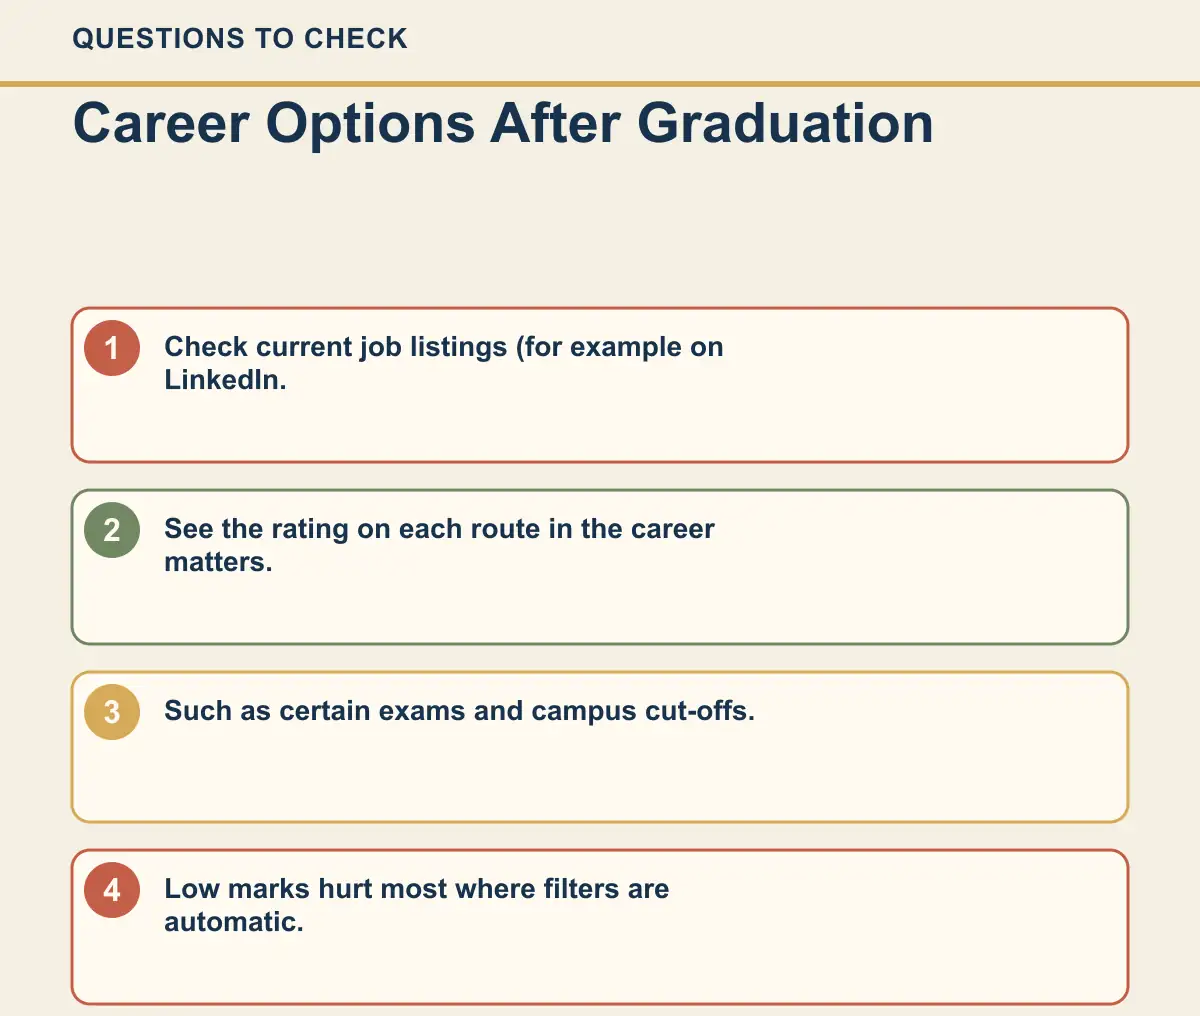 QUESTIONS TO CHECK
Career Options After Graduation
1
Check current job listings (for example on
LinkedIn.
2
See the rating on each route in the career
matters.
3
Such as certain exams and campus cut-offs.
4
Low marks hurt most where filters are
automatic.